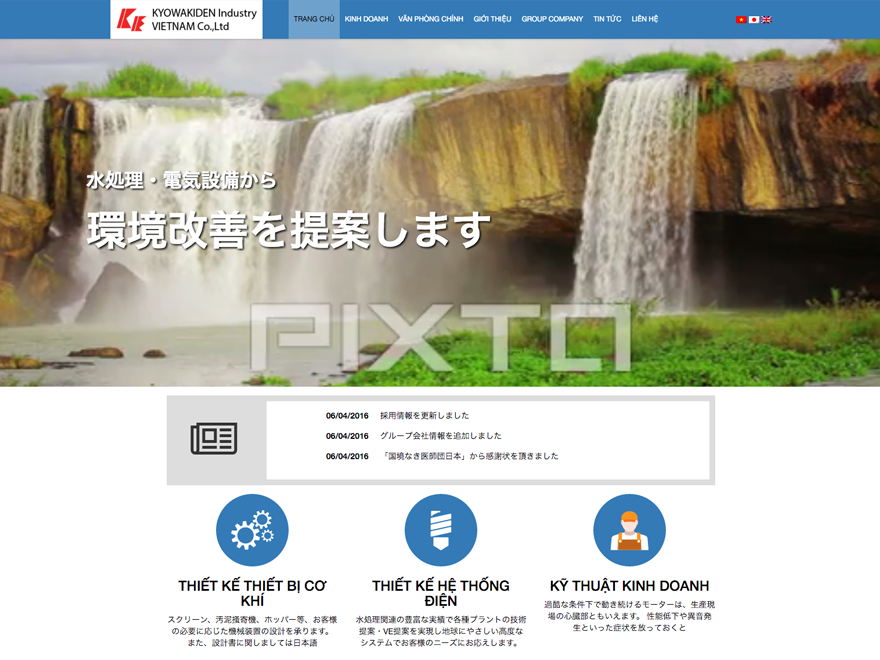 KYOWAKIDEN Industry
VIETNAM Co.,Ltd
TRANG CHỦ KINH DOANH VĂN PHÒNG CHÍNH GIỚI THIỆU GROUP COMPANY TIN TỨC LIÊN HỆ
水処理・電気設備から
環境改善を提案します
PIXTA
06/04/2016 採用情報を更新しました
06/04/2016 グループ会社情報を追加しました
06/04/2016 「国境なき医師団日本」から感謝状を頂きました
THIẾT KẾ THIẾT BỊ CƠ
KHÍ
スクリーン、汚泥掻寄機、ホッパー等、お客様
の必要に応じた機械装置の設計を承ります。
また、設計書に関しましては日本語
THIẾT KẾ HỆ THỐNG
ĐIỆN
水処理関連の豊富な実績で各種プラントの技術
提案・VE提案を実現し地球にやさしい高度な
システムでお客様のニーズにお応えします。
KỸ THUẬT KINH DOANH
過酷な条件下で動き続けるモーターは、生産現
場の心臓部ともいえます。 性能低下や異音発
生といった症状を放っておくと